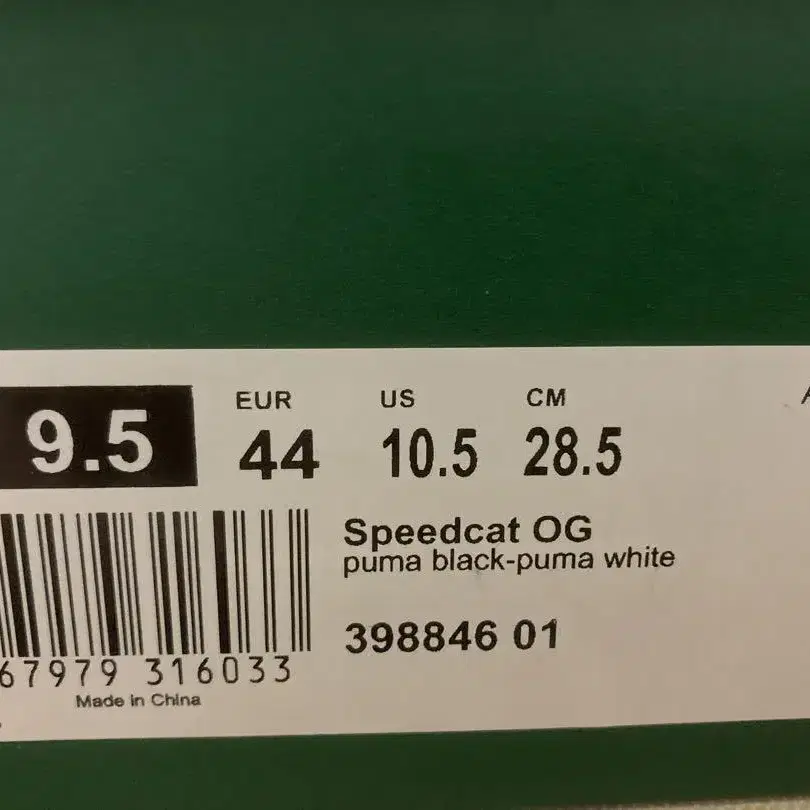 EUR US CM
9.5 44 10.5 28.5
Speedcat OG
puma black-puma white
398846 01
67979 316033
Made in China